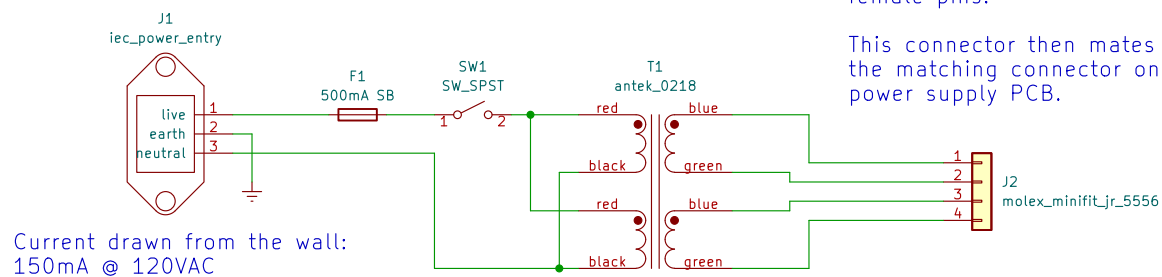 female pins.
This connector then mates
the matching connector on
power supply PCB.
J1
iec_power_entry
live 1
earth 2
neutral 3
F1
500mA SB
SW1
SW_SPST
1 2
T1
antek_0218
red blue
black green
red blue
black green
1
2
3
4
J2
molex_minifit_jr_5556
Current drawn from the wall:
150mA @ 120VAC